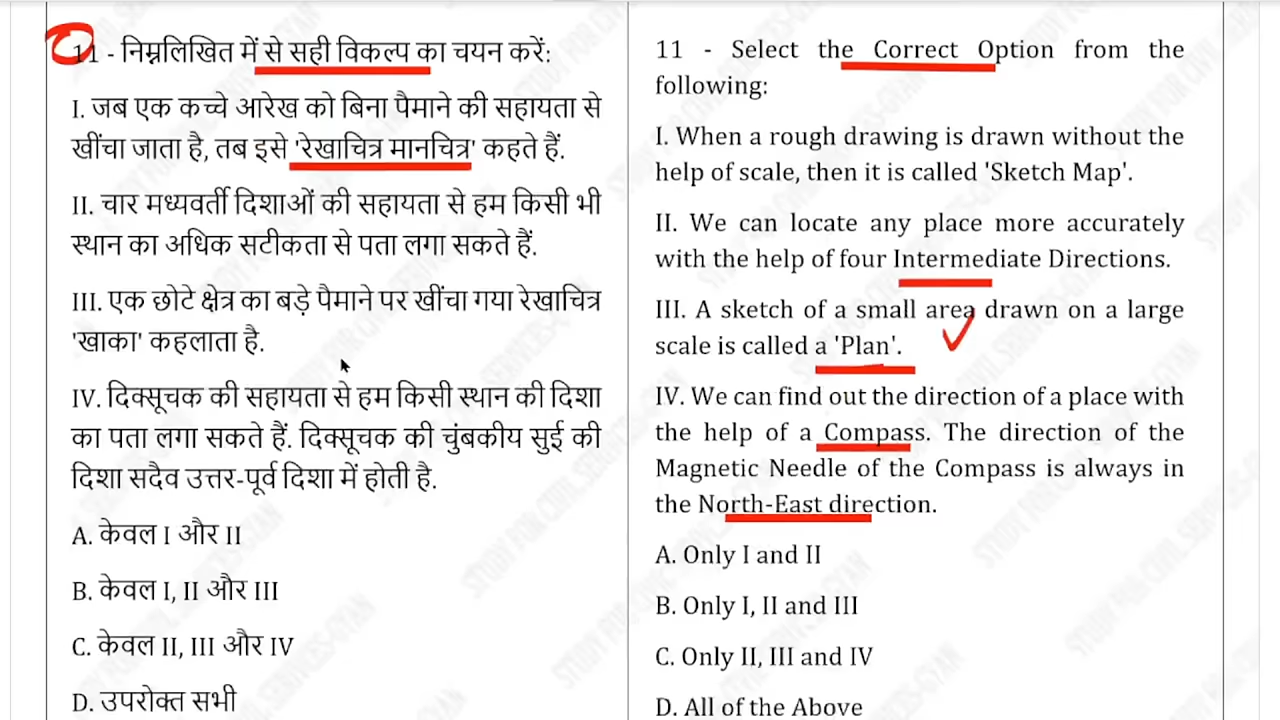 11 - निम्नलिखित में से सही विकल्प का चयन करें:
I. जब एक कच्चे आरेख को बिना पैमाने की सहायता से
खींचा जाता है, तब इसे 'रेखाचित्र मानचित्र' कहते हैं.
II. चार मध्यवर्ती दिशाओं की सहायता से हम किसी भी
स्थान का अधिक सटीकता से पता लगा सकते हैं.
III. एक छोटे क्षेत्र का बड़े पैमाने पर खींचा गया रेखाचित्र
'खाका' कहलाता है.
IV. दिक्सूचक की सहायता से हम किसी स्थान की दिशा
का पता लगा सकते हैं. दिक्सूचक की चुंबकीय सुई की
दिशा सदैव उत्तर-पूर्व दिशा में होती है.
A. केवल I और II
B. केवल I, II और III
C. केवल II, III और IV
D. उपरोक्त सभी
11 - Select the Correct Option from the
following:
I. When a rough drawing is drawn without the
help of scale, then it is called 'Sketch Map'.
II. We can locate any place more accurately
with the help of four Intermediate Directions.
III. A sketch of a small area drawn on a large
scale is called a 'Plan'.
IV. We can find out the direction of a place with
the help of a Compass. The direction of the
Magnetic Needle of the Compass is always in
the North-East direction.
A. Only I and II
B. Only I, II and III
C. Only II, III and IV
D. All of the Above